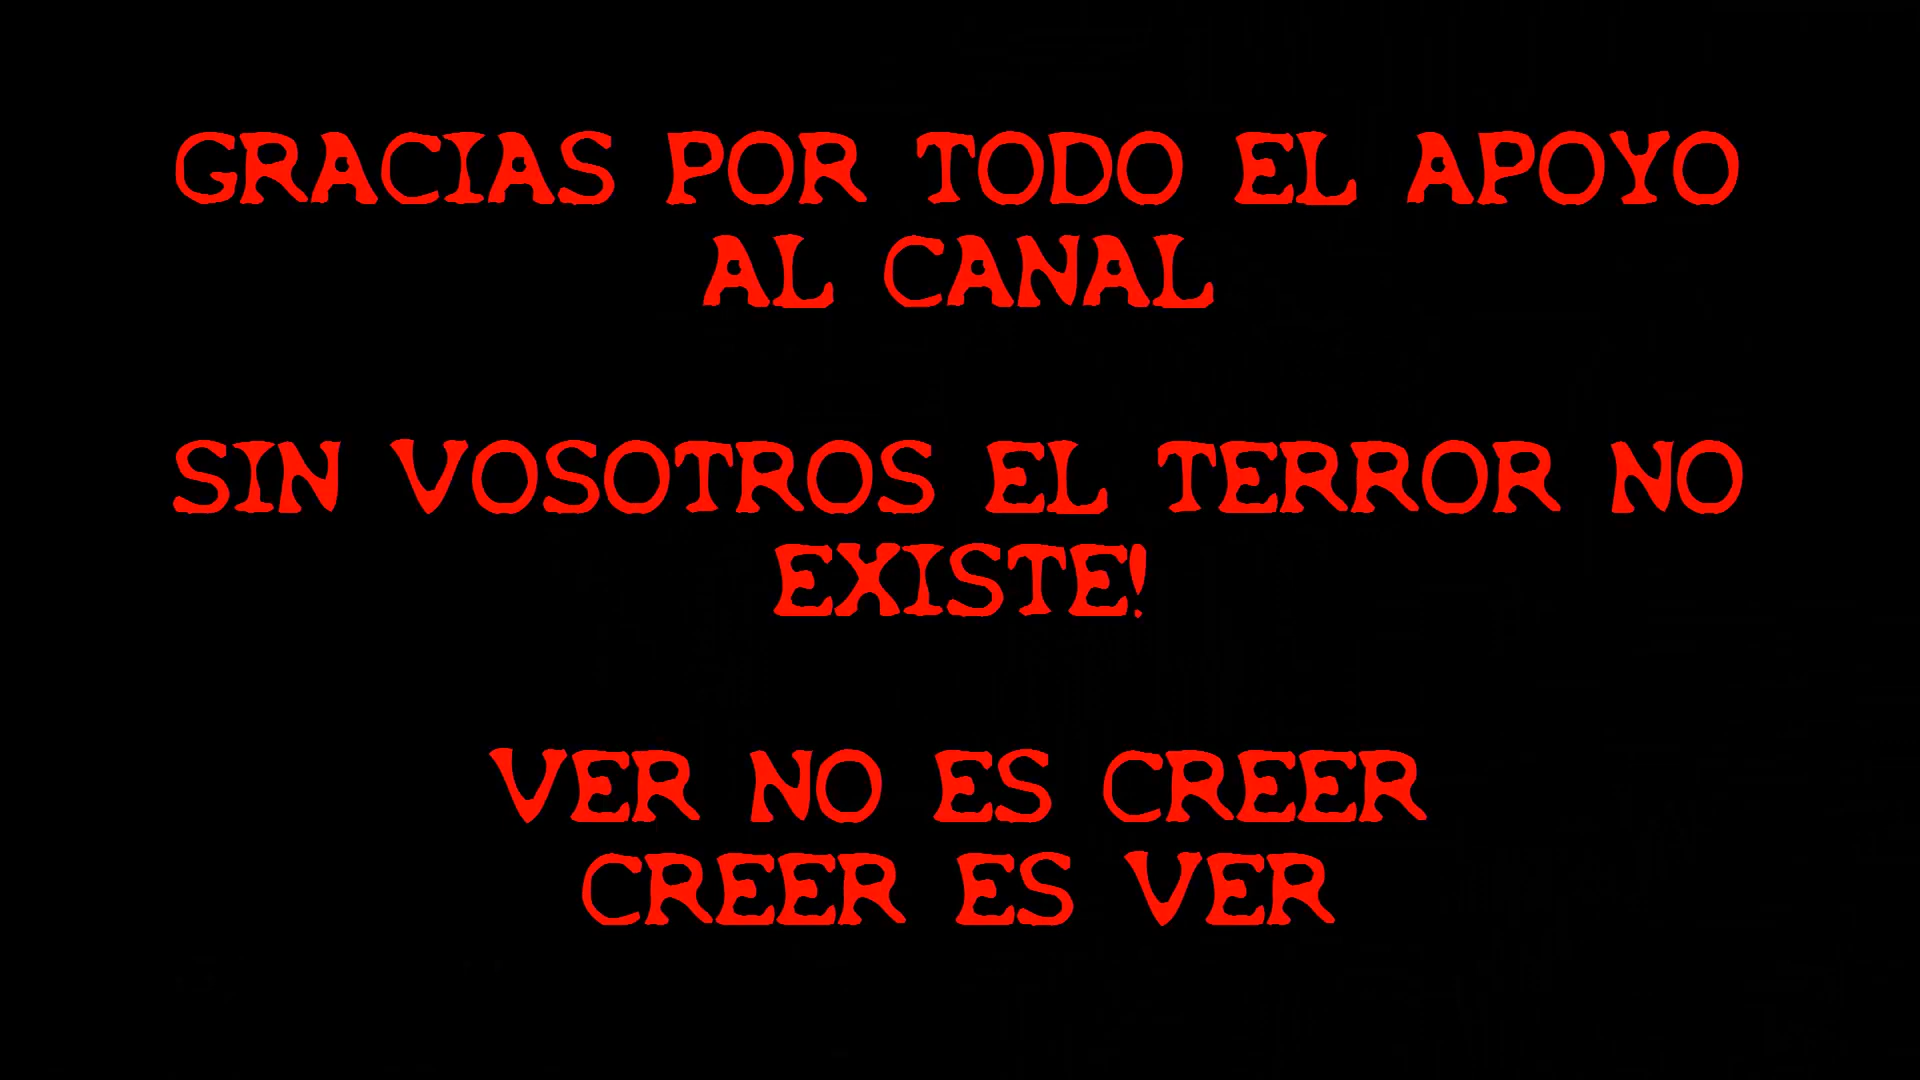 GRACIAS POR TODO EL APOYO
AL CANAL
SIN VOSOTROS EL TERROR NO
EXISTE!
VER NO ES CREER
CREER ES VER